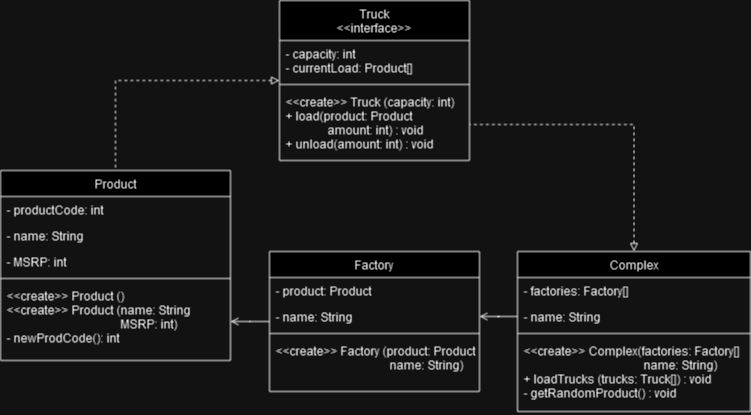 Truck
<<interface>>
- capacity: int
- currentLoad: Product[]
<<create>> Truck (capacity: int)
+ load(product: Product
amount: int) : void
+ unload(amount: int) : void
Product
- productCode: int
- name: String
- MSRP: int
<<create>> Product ()
<<create>> Product (name: String
MSRP: int)
- newProdCode(): int
Factory
- product: Product
- name: String
<<create>> Factory (product: Product
name: String)
Complex
- factories: Factory[]
- name: String
<<create>> Complex(factories: Factory[]
name: String)
+ loadTrucks (trucks: Truck[]) : void
- getRandomProduct() : void